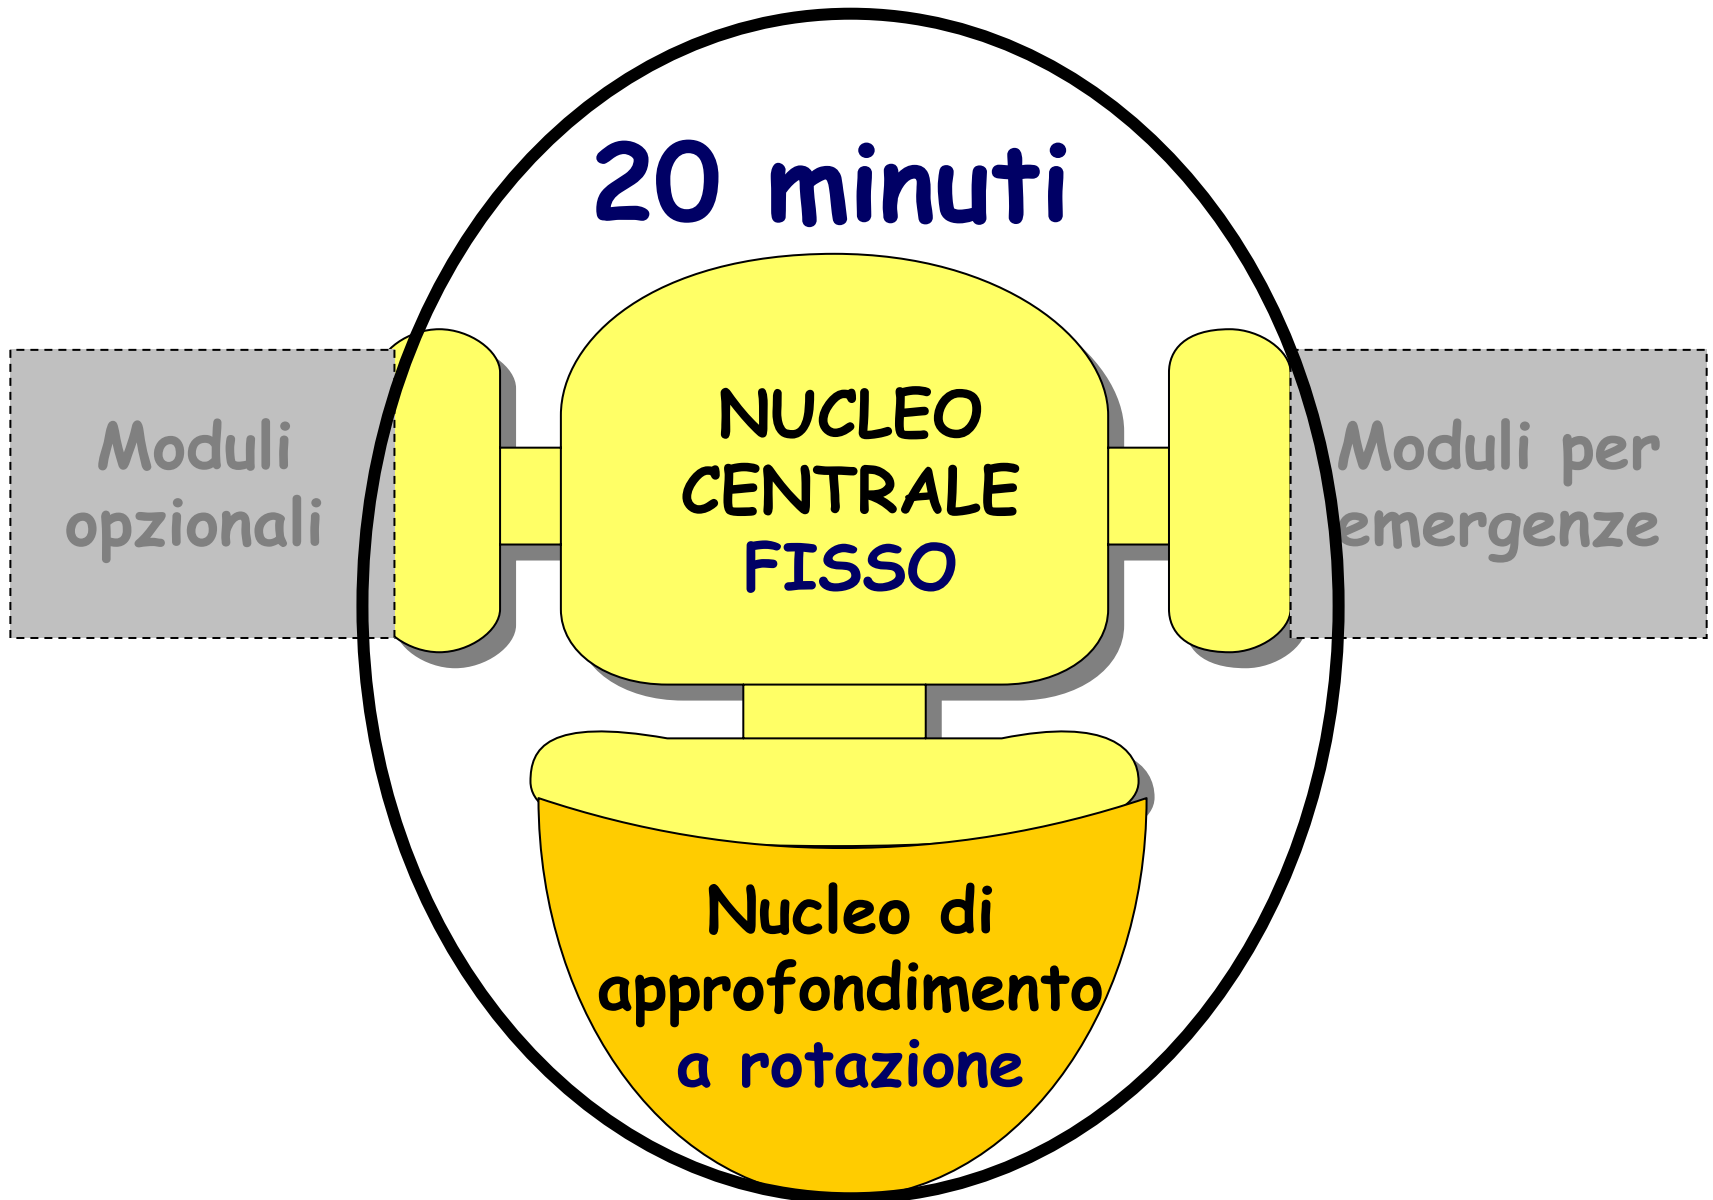 20 minuti
Moduli
opzionali
NUCLEO
CENTRALE
FISSO
Moduli per
emergenze
Nucleo di
approfondimento
a rotazione